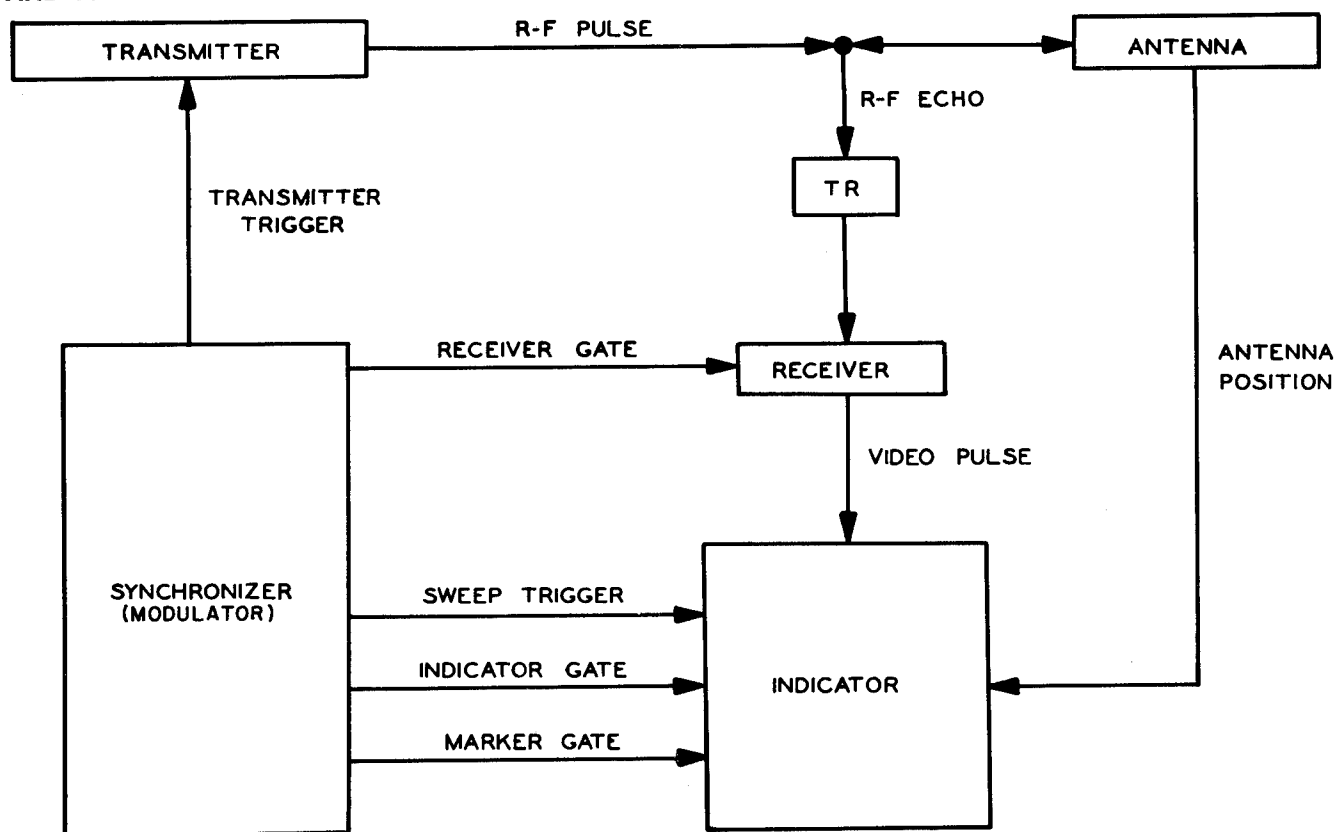 TRANSMITTER
R-F PULSE
ANTENNA
R-F ECHO
TR
TRANSMITTER
TRIGGER
RECEIVER GATE
RECEIVER
ANTENNA
POSITION
VIDEO PULSE
SYNCHRONIZER
(MODULATOR)
SWEEP TRIGGER
INDICATOR GATE
MARKER GATE
INDICATOR